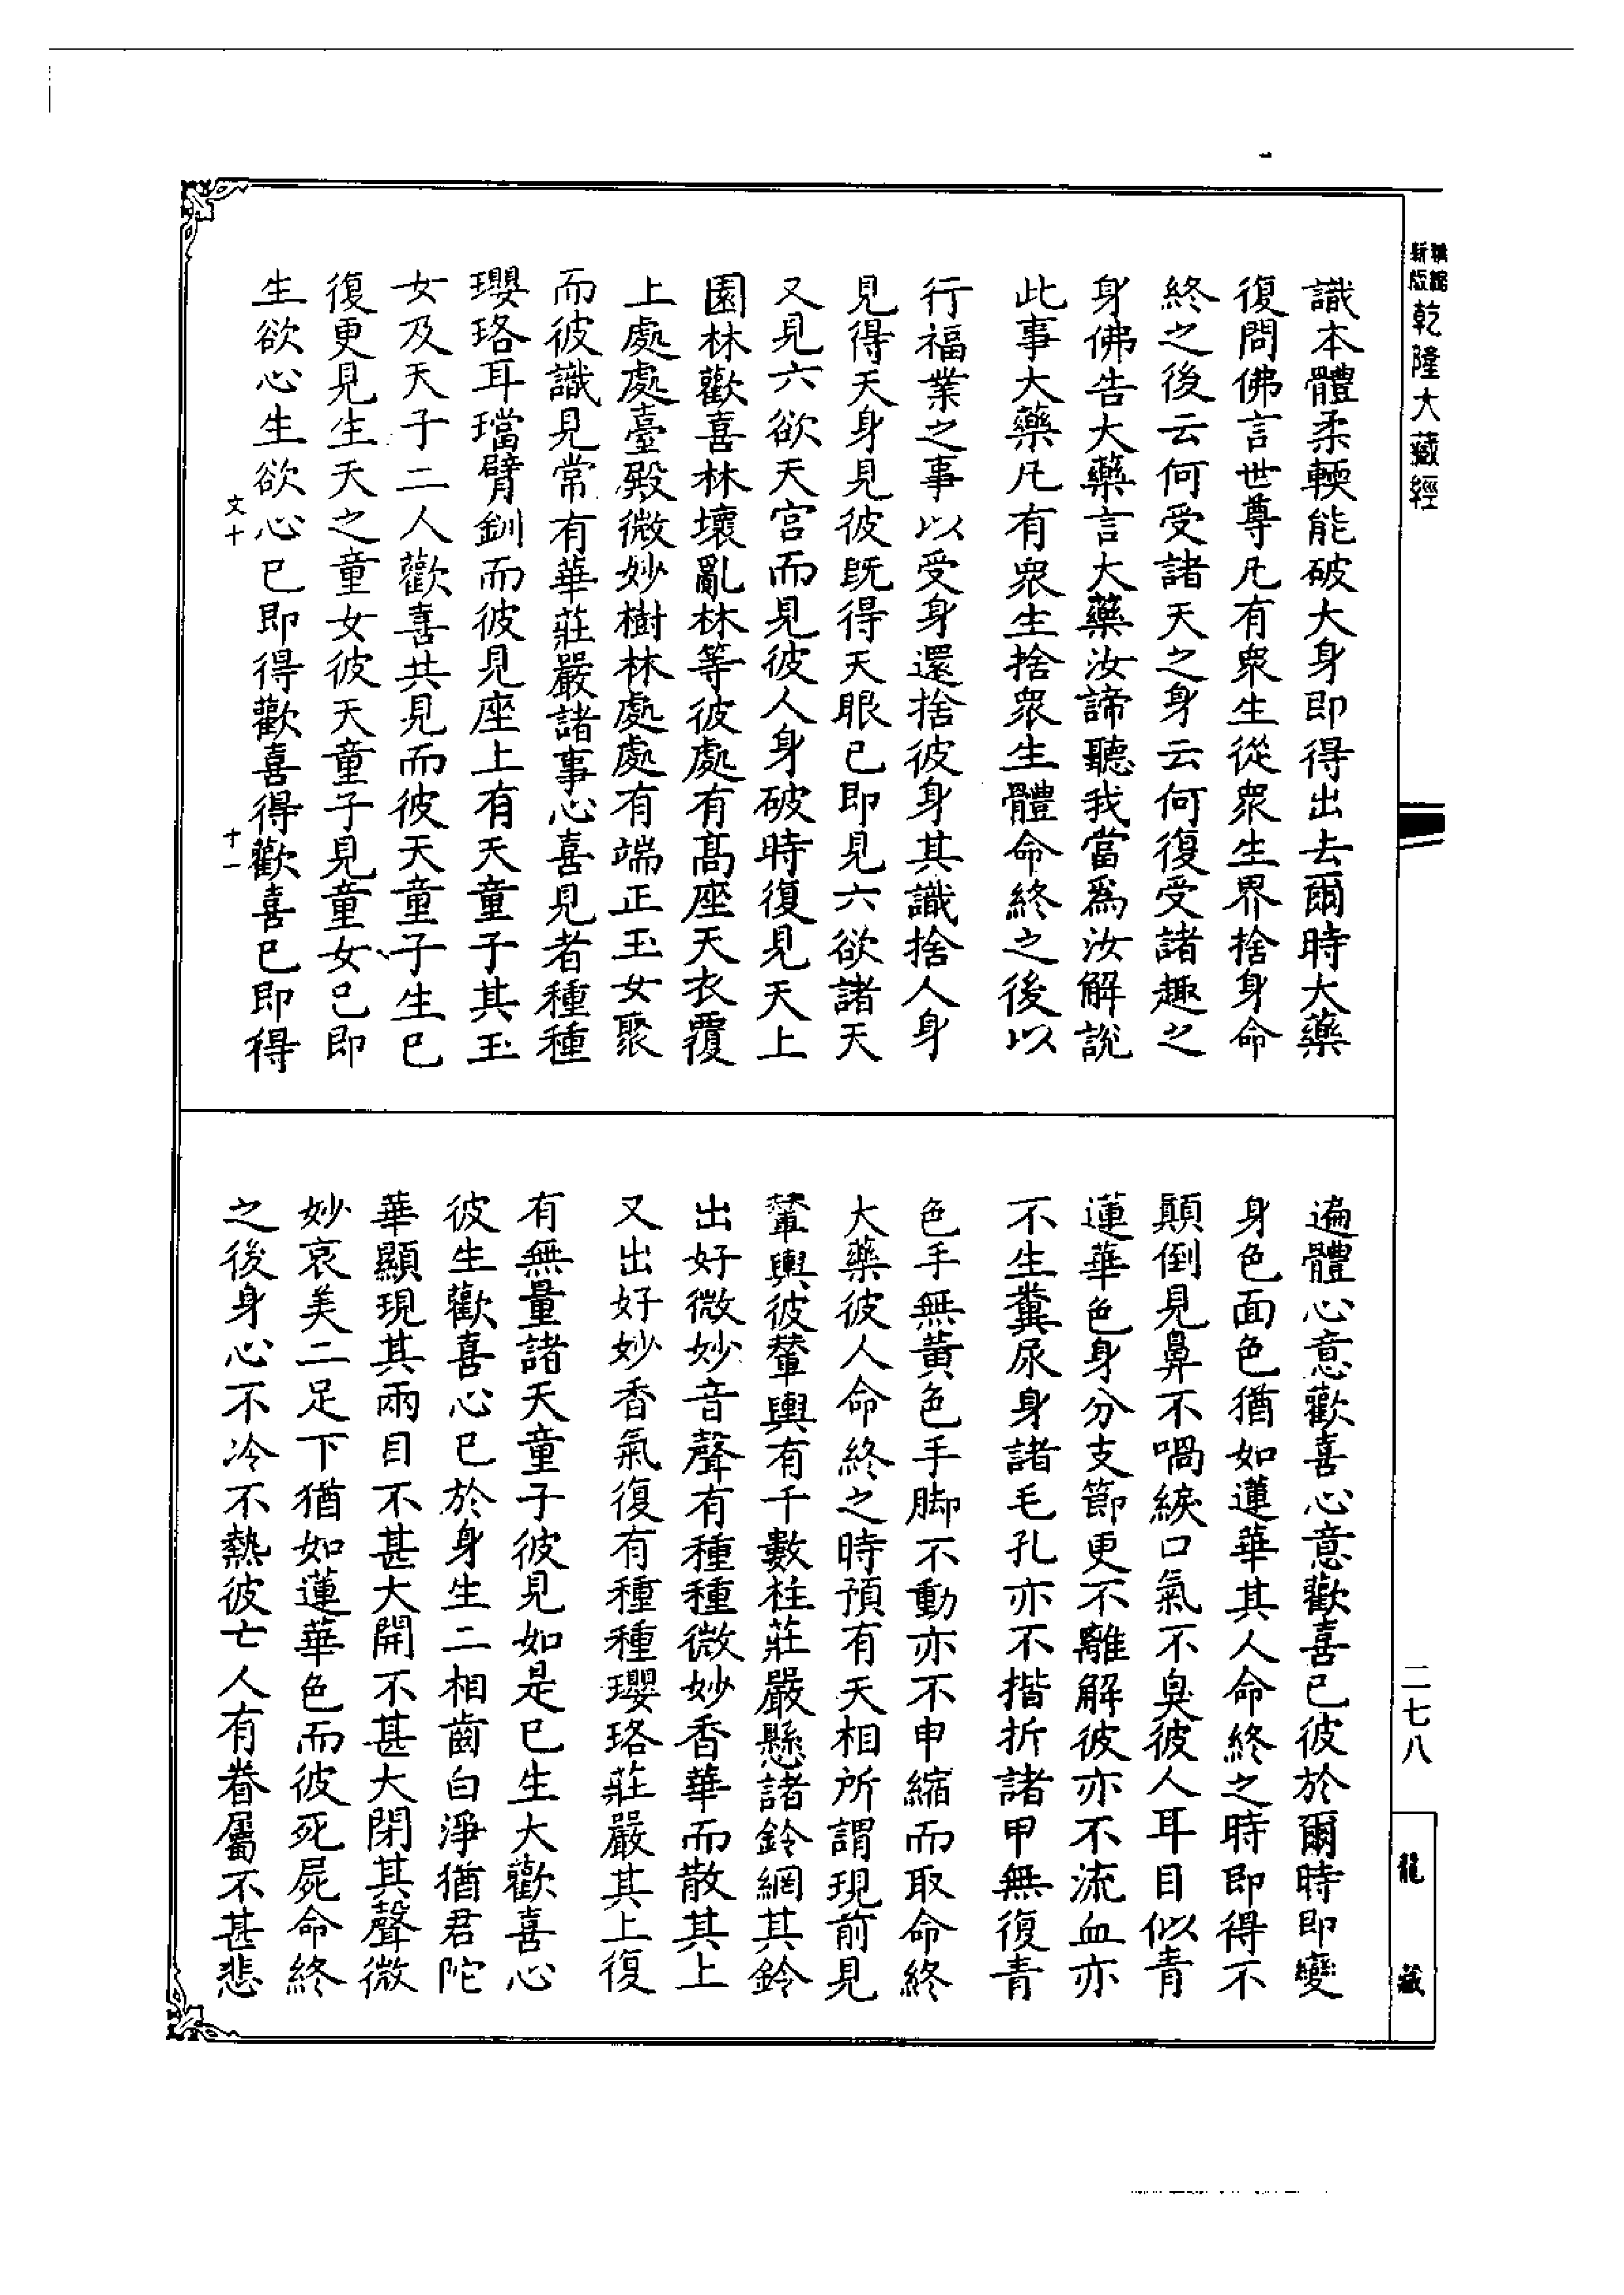 新編縮版乾隆大藏經
識本體柔輭能破大身即得出去爾時大藥
復問佛言世尊凡有衆生從衆生界捨身命
終之後云何受諸天之身云何復受諸趣之
身佛告大藥言大藥汝諦聽我當爲汝解說
此事大藥凡有衆生捨衆生體命終之後以
行福業之事以受身還捨彼身其識捨人身
見得天身見彼既得天眼已即見六欲諸天
又見六欲天宮而見彼人身破時復見天上
園林歡喜林壞亂林等彼處有髙座天衣覆
上處處臺殿微妙樹林處處有端正玉女聚
而彼識見常有華莊嚴諸事心喜見者種種
瓔珞耳璫臂釧而彼見座上有天童子其玉
女及天子二人歡喜共見而彼天童子生已
復更見生天之童女彼天童子見童女已即
生欲心生欲心已即得歡喜得歡喜已即得
文十 十一
遍體心意歡喜心意歡喜已彼於爾時即變
身色面色猶如蓮華其人命終之時即得不
顛倒見鼻不喎綟口氣不臭彼人耳目似青
蓮華色身分支節更不離解彼亦不流血亦
不生糞尿身諸毛孔亦不揩折諸甲無復青
色手無黄色手脚不動亦不申縮而取命終
大藥彼人命終之時預有天相所謂現前見
輦輿彼輦輿有千數柱莊嚴懸諸鈴網其鈴
出好微妙音聲有種種微妙香華而散其上
又出好妙香氣復有種種瓔珞莊嚴其上復
有無量諸天童子彼見如是已生大歡喜心
彼生歡喜心已於身生二相齒白淨猶君陀
華顯現其兩目不甚大開不甚大閉其聲微
妙哀美二足下猶如蓮華色而彼死屍命終
之後身心不冷不熱彼亡人有眷屬不甚悲
二七八
龍藏